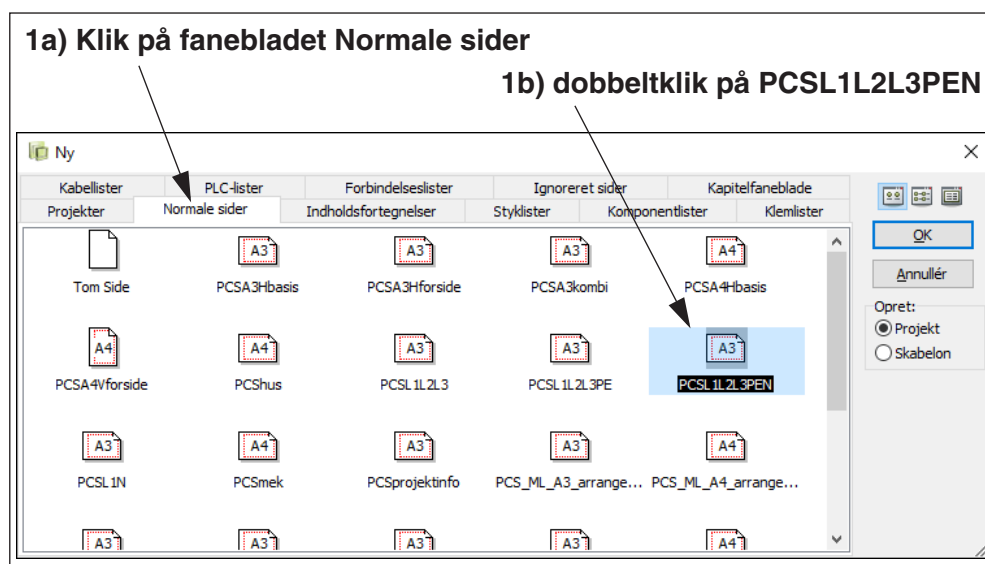 1a) Klik på fanebladet Normale sider
1b) dobbeltklik på PCSL1L2L3PEN
Ny
Kabellister PLC-lister Forbindelseslister Ignoreret sider Kapitelfaneblade
Projekter Normale sider Indholdsfortegnelser Styklister Komponentlister Klemlister
A3 A3 A3 A4
Tom Side PCSA3Hbasis PCSA3Hforside PCSA3kombi PCSA4Hbasis
A4 A4 A3 A3 A3
PCSA4Vforside PCShus PCSL1L2L3 PCSL1L2L3PE PCSL1L2L3PEN
A3 A4 A3 A3 A4
PCSL1N PCSmek PCSprojektinfo PCS_ML_A3_arrange... PCS_ML_A4_arrange...
A3 A3 A3 A3 A4
OK
Annullér
Opret:
Projekt
Skabelon